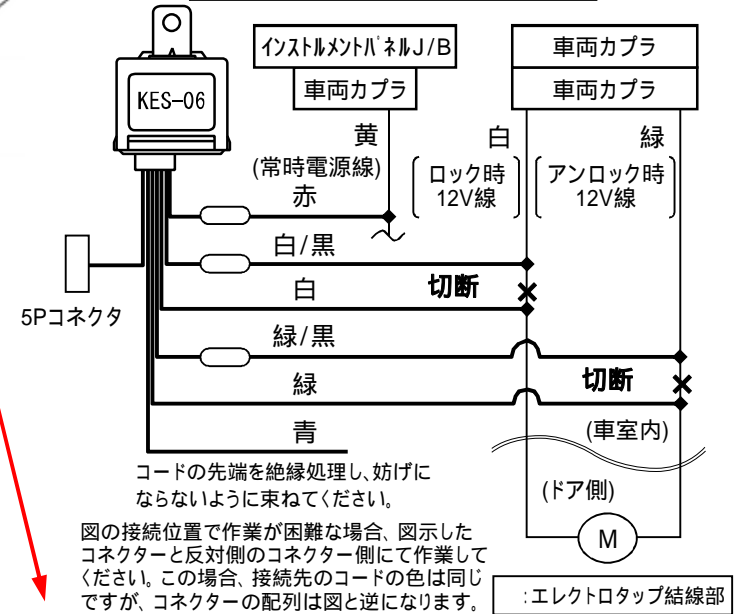 インストルメントパネルJ/B
車両カプラ
車両カプラ
車両カプラ
KES-06
黄
白
緑
(常時電源線)
ロック時
12V線
アンロック時
12V線
赤
白/黒
白
切断
5Pコネクタ
緑/黒
緑
切断
青
(車室内)
コードの先端を絶縁処理し、妨げに
ならないように束ねてください。
(ドア側)
M
図の接続位置で作業が困難な場合、図示した
コネクターと反対側のコネクター側にて作業して
ください。この場合、接続先のコードの色は同じ
ですが、コネクターの配列は図と逆になります。
:エレクトロタップ結線部